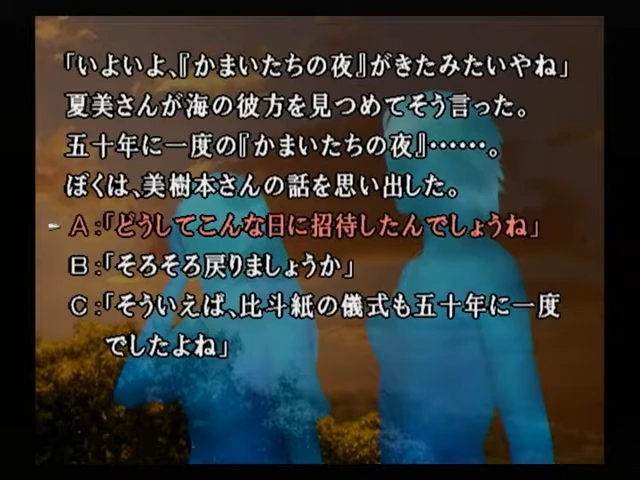 「いよいよ、『かまいたちの夜』がきたみたいやね」
夏美さんが海の彼方を見つめてそう言った。
五十年に一度の『かまいたちの夜』……。
ぼくは、美樹本さんの話を思い出した。
A:「どうしてこんな日に招待したんでしょうね」
B:「そろそろ戻りましょうか」
C:「そういえば、比斗紙の儀式も五十年に一度
でしたよね」